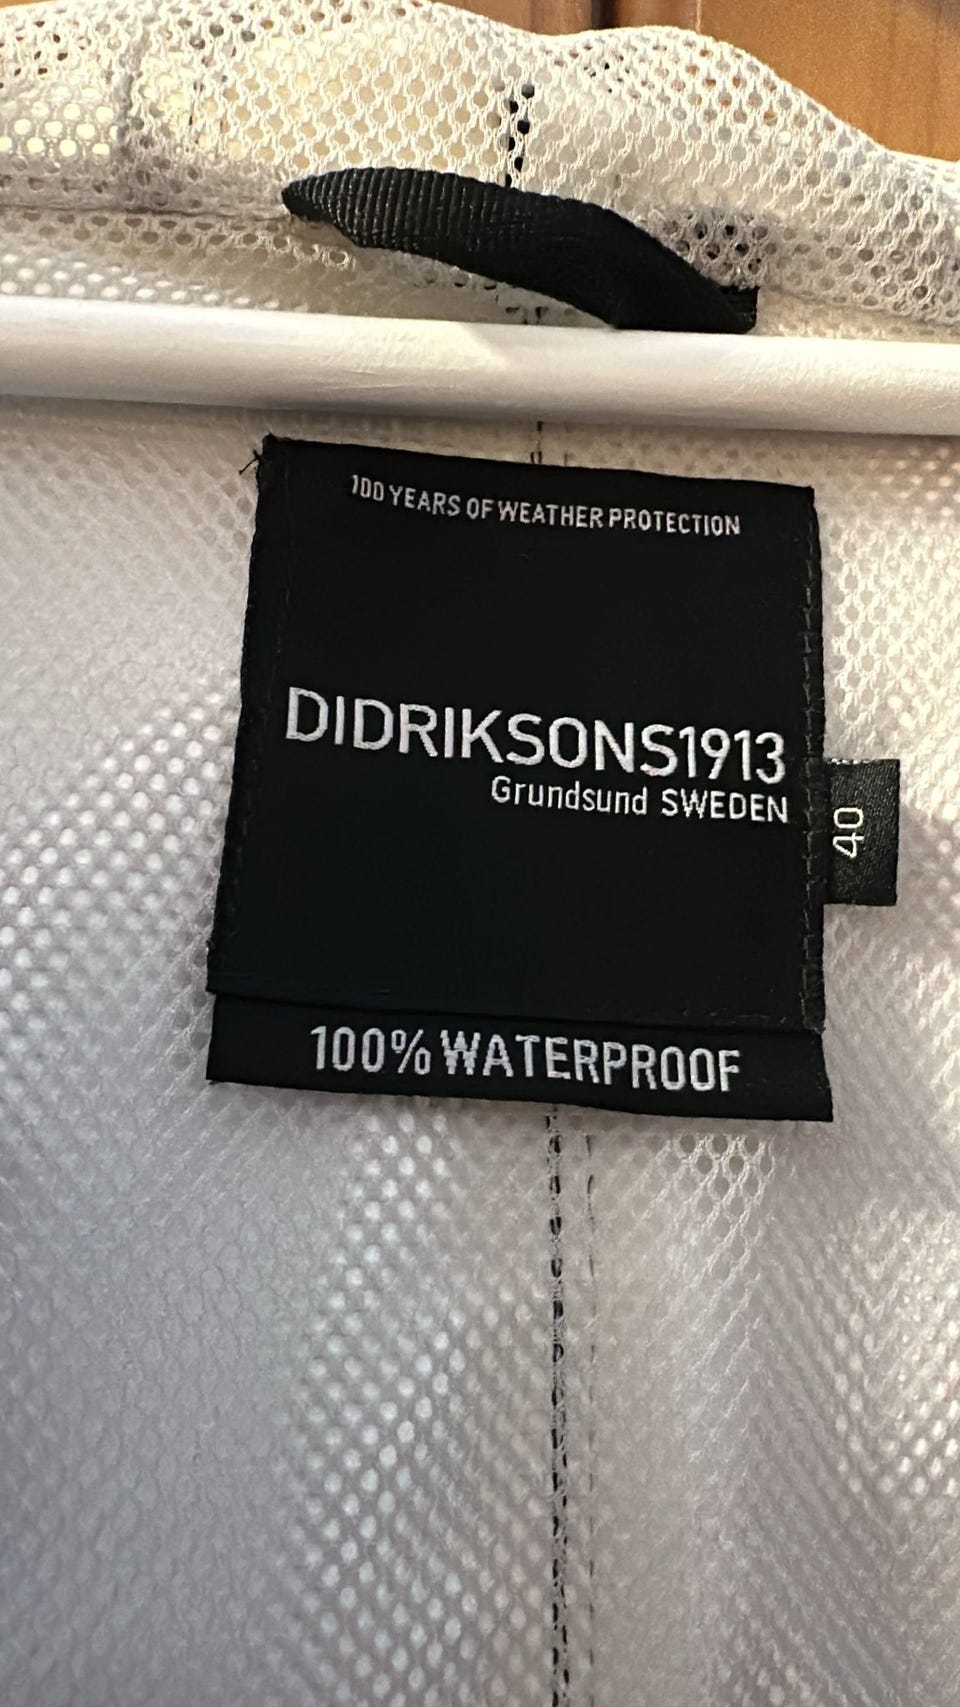 100 YEARS OF WEATHER PROTECTION
DIDRIKSONS1913
Grundsund SWEDEN
40
100% WATERPROOF